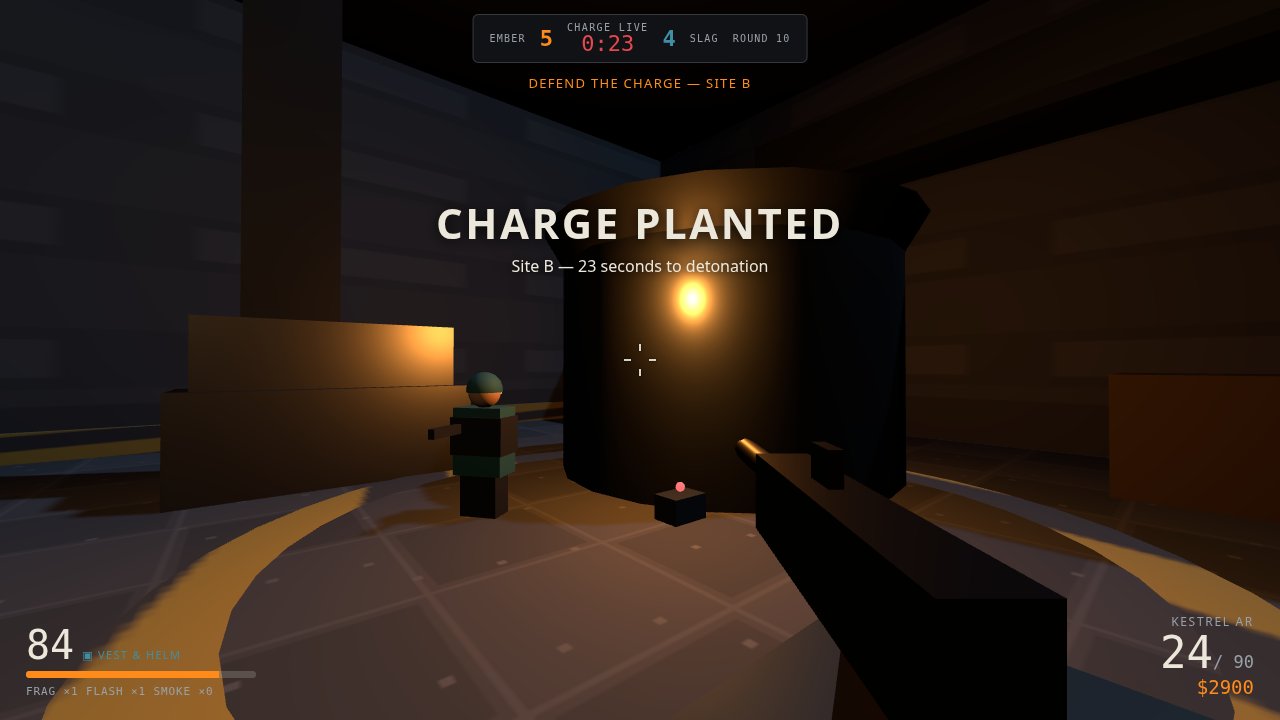 CHARGE LIVE
EMBER 5 0:23 4 SLAG ROUND 10
DEFEND THE CHARGE — SITE B
CHARGE PLANTED
Site B — 23 seconds to detonation
84 VEST & HELM
FRAG ×1 FLASH ×1 SMOKE ×0
KESTREL AR
24 / 90
$2900